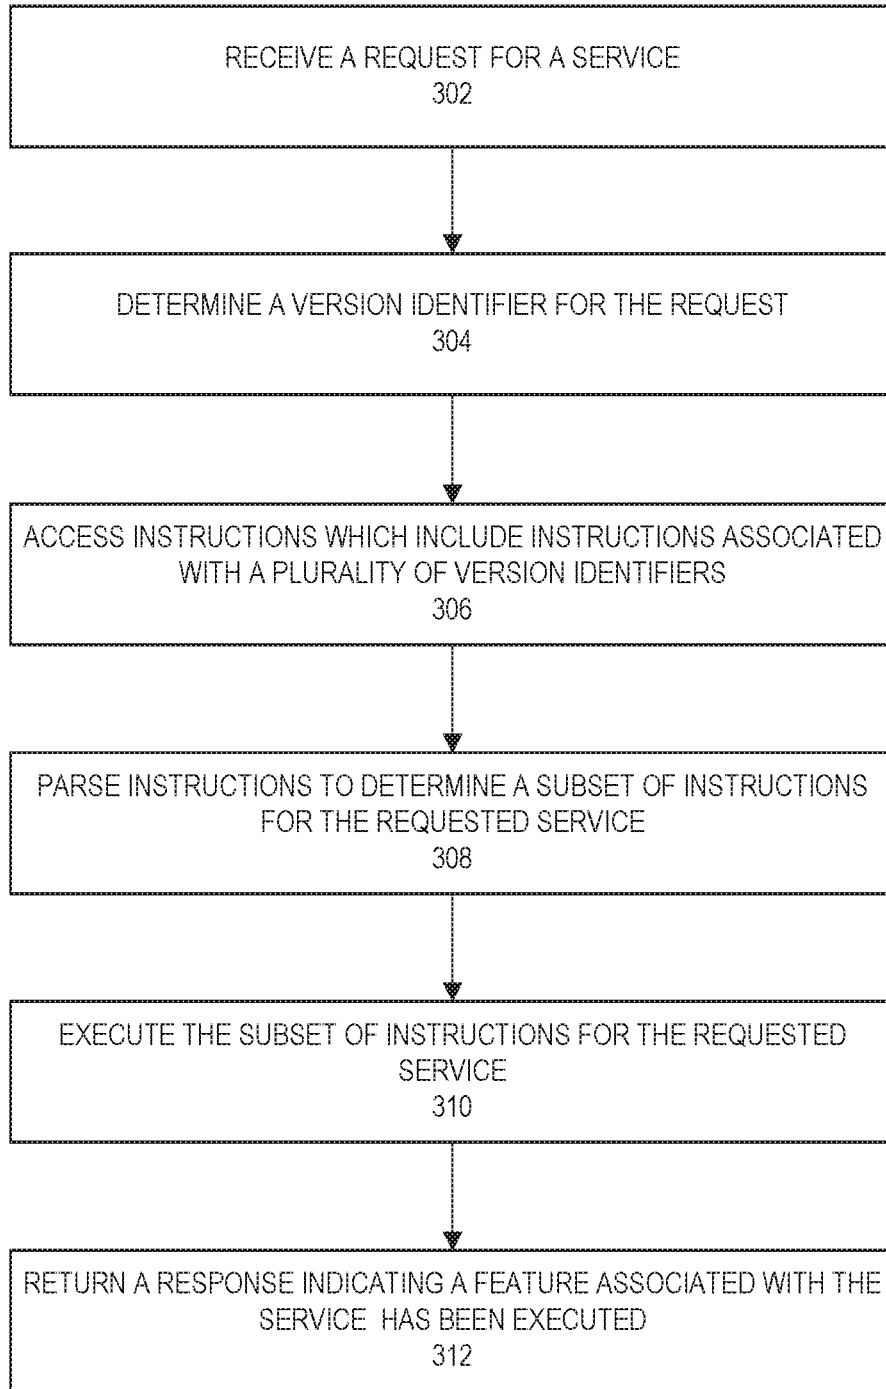 RECEIVE A REQUEST FOR A SERVICE
302
DETERMINE A VERSION IDENTIFIER FOR THE REQUEST
304
ACCESS INSTRUCTIONS WHICH INCLUDE INSTRUCTIONS ASSOCIATED
WITH A PLURALITY OF VERSION IDENTIFIERS
306
PARSE INSTRUCTIONS TO DETERMINE A SUBSET OF INSTRUCTIONS
FOR THE REQUESTED SERVICE
308
EXECUTE THE SUBSET OF INSTRUCTIONS FOR THE REQUESTED
SERVICE
310
RETURN A RESPONSE INDICATING A FEATURE ASSOCIATED WITH THE
SERVICE HAS BEEN EXECUTED
312